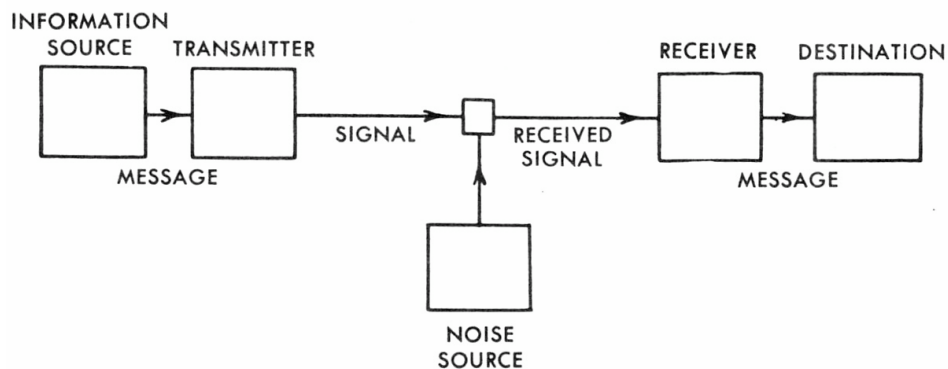 INFORMATION
SOURCE
TRANSMITTER
RECEIVER
DESTINATION
SIGNAL
RECEIVED
SIGNAL
MESSAGE
MESSAGE
NOISE
SOURCE